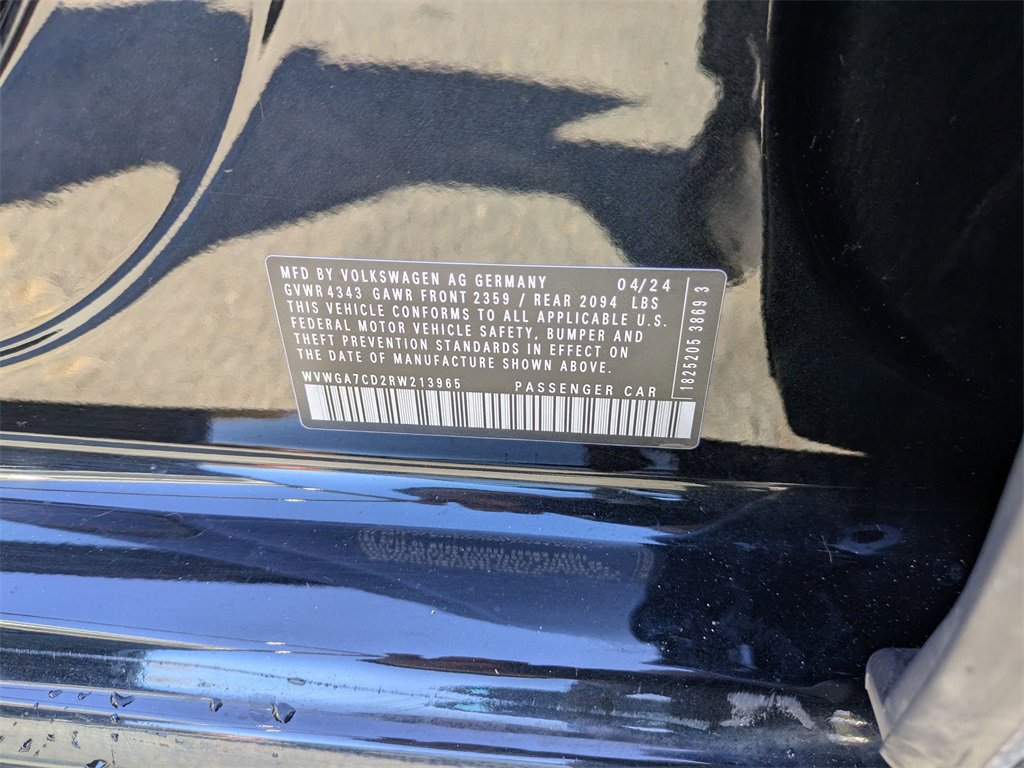 MFD BY VOLKSWAGEN AG GERMANY 04/24
GVWR 4343 GAWR FRONT 2359 / REAR 2094 LBS
THIS VEHICLE CONFORMS TO ALL APPLICABLE U.S.
FEDERAL MOTOR VEHICLE SAFETY, BUMPER AND
THEFT PREVENTION STANDARDS IN EFFECT ON
THE DATE OF MANUFACTURE SHOWN ABOVE.
WVWGA7CD2RW213965 PASSENGER CAR
1825205 3869 3